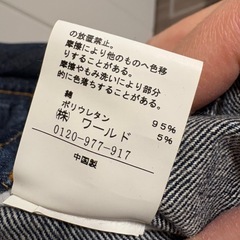 の放置禁止。
摩擦により他のものへ色移
りすることがある。
摩擦やもみ洗いにより部分
的に色落ちすることがある。
綿 95%
ポリウレタン 5%
㈱ ワールド
0120-977-917
中国製